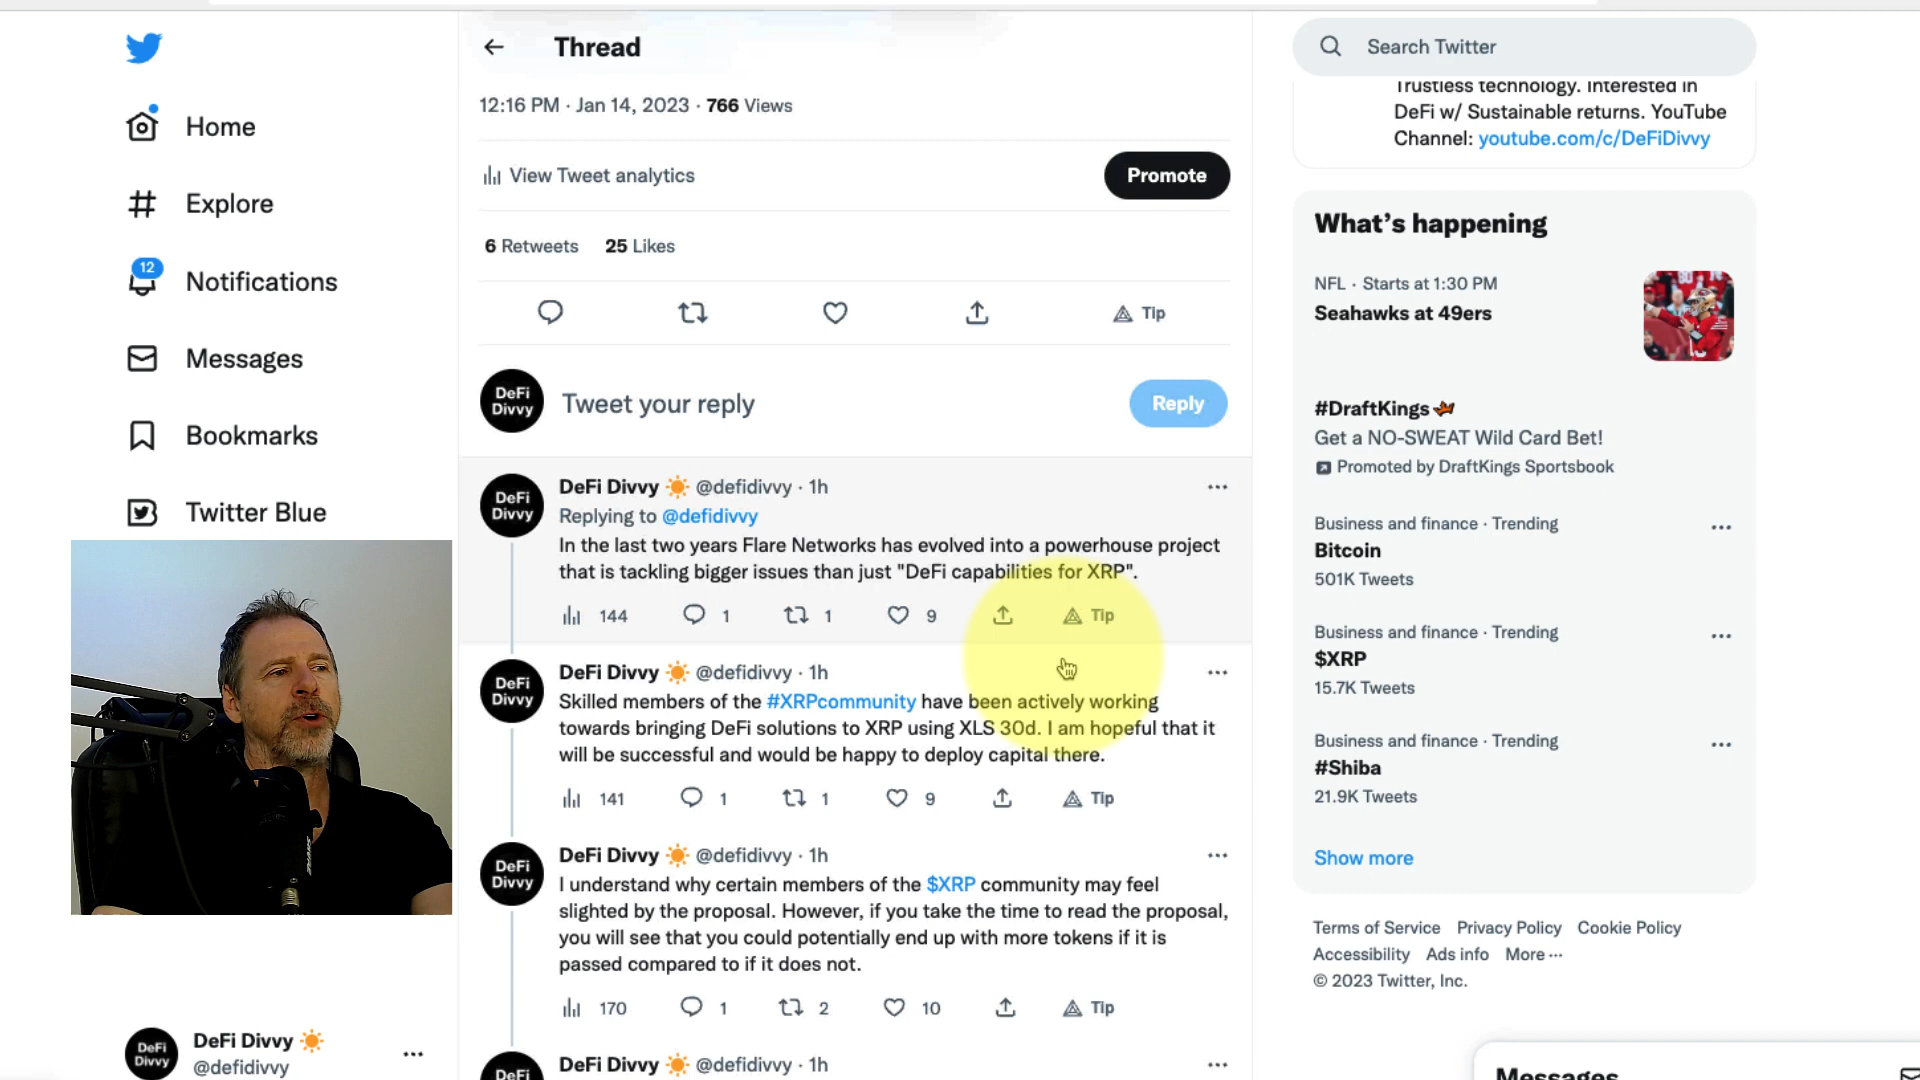 Thread
Search Twitter
12:16 PM · Jan 14, 2023 · 766 Views
Trustless technology. Interested in
DeFi w/ Sustainable returns. YouTube
Channel: youtube.com/c/DeFiDivvy
Home
Explore
12
Notifications
Messages
Bookmarks
Twitter Blue
View Tweet analytics
Promote
6 Retweets 25 Likes
Tip
DeFi
Divvy
Tweet your reply
Reply
DeFi
Divvy
DeFi Divvy @defidivvy · 1h
Replying to @defidivvy
In the last two years Flare Networks has evolved into a powerhouse project
that is tackling bigger issues than just "DeFi capabilities for XRP".
144 1 1 9 Tip
DeFi
Divvy
DeFi Divvy @defidivvy · 1h
Skilled members of the #XRPcommunity have been actively working
towards bringing DeFi solutions to XRP using XLS 30d. I am hopeful that it
will be successful and would be happy to deploy capital there.
141 1 1 9 Tip
DeFi
Divvy
DeFi Divvy @defidivvy · 1h
I understand why certain members of the $XRP community may feel
slighted by the proposal. However, if you take the time to read the proposal,
you will see that you could potentially end up with more tokens if it is
passed compared to if it does not.
170 1 2 10 Tip
DeFi
DeFi Divvy @defidivvy · 1h
What's happening
NFL · Starts at 1:30 PM
Seahawks at 49ers
#DraftKings
Get a NO-SWEAT Wild Card Bet!
Promoted by DraftKings Sportsbook
Business and finance · Trending
Bitcoin
501K Tweets
Business and finance · Trending
$XRP
15.7K Tweets
Business and finance · Trending
#Shiba
21.9K Tweets
Show more
Terms of Service Privacy Policy Cookie Policy
Accessibility Ads info More ···
© 2023 Twitter, Inc.
DeFi
Divvy
DeFi Divvy
@defidivvy
Messages